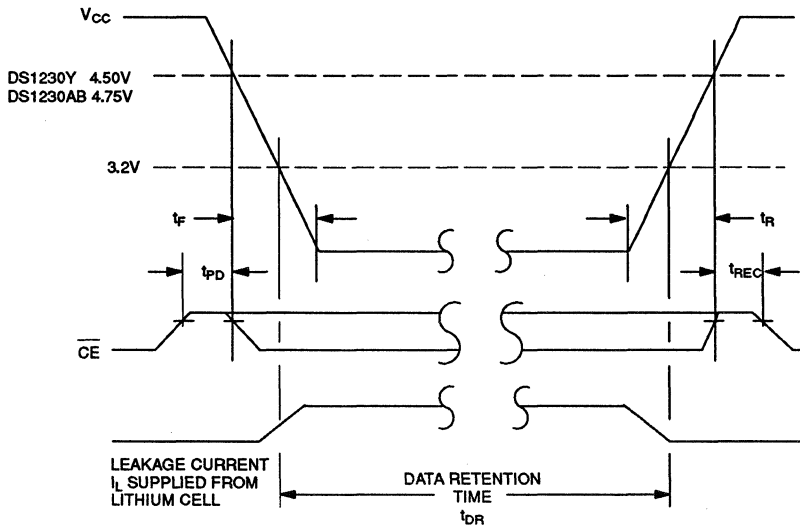 VCC
DS1230Y 4.50V
DS1230AB 4.75V
3.2V
tF
tR
tPD
tREC
CE
LEAKAGE CURRENT
IL SUPPLIED FROM
LITHIUM CELL
DATA RETENTION
TIME
tDR